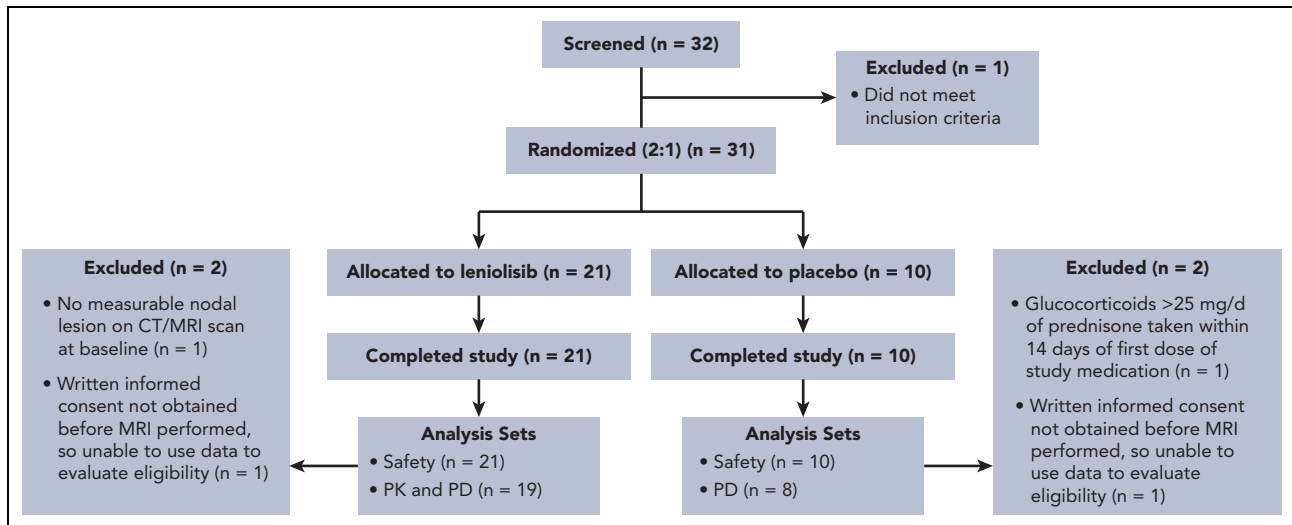 Screened (n = 32)
Excluded (n = 1)
• Did not meet
inclusion criteria
Randomized (2:1) (n = 31)
Excluded (n = 2)
• No measurable nodal
lesion on CT/MRI scan
at baseline (n = 1)
• Written informed
consent not obtained
before MRI performed,
so unable to use data to
evaluate eligibility (n = 1)
Allocated to leniolisib (n = 21)
Completed study (n = 21)
Analysis Sets
• Safety (n = 21)
• PK and PD (n = 19)
Allocated to placebo (n = 10)
Completed study (n = 10)
Analysis Sets
• Safety (n = 10)
• PD (n = 8)
Excluded (n = 2)
• Glucocorticoids >25 mg/d
of prednisone taken within
14 days of first dose of
study medication (n = 1)
• Written informed consent
not obtained before MRI
performed, so unable to
use data to evaluate
eligibility (n = 1)